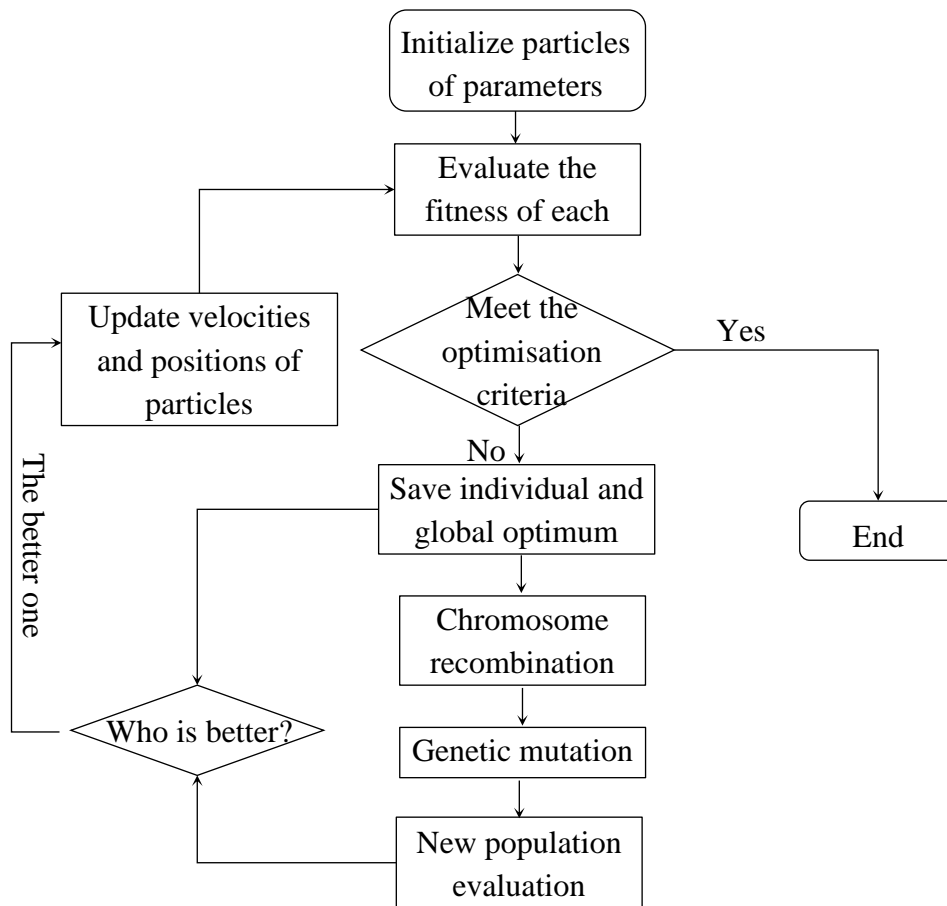 Initialize particles
of parameters
Evaluate the
fitness of each
Update velocities
and positions of
particles
Meet the
optimisation
criteria
Yes
No
Save individual and
global optimum
End
The better one
Chromosome
recombination
Who is better?
Genetic mutation
New population
evaluation